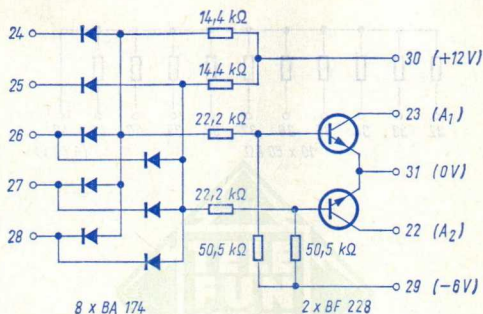 14,4 kΩ
24
30 (+12V)
14,4 kΩ
25
23 (A1)
22,2 kΩ
26
31 (0V)
27
22,2 kΩ
22 (A2)
28
50,5 kΩ
50,5 kΩ
29 (-6V)
8 x BA 174
2 x BF 228